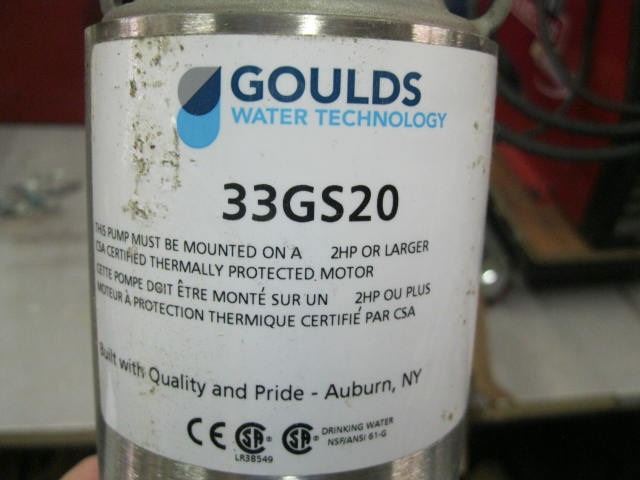 GOULDS
WATER TECHNOLOGY
33GS20
THIS PUMP MUST BE MOUNTED ON A 2HP OR LARGER
CSA CERTIFIED THERMALLY PROTECTED MOTOR
CETTE POMPE DOIT ÊTRE MONTÉ SUR UN 2HP OU PLUS
MOTEUR À PROTECTION THERMIQUE CERTIFIÉ PAR CSA
Built with Quality and Pride - Auburn, NY
CE SA SA DRINKING WATER
NSF/ANSI 61-G
LR38549